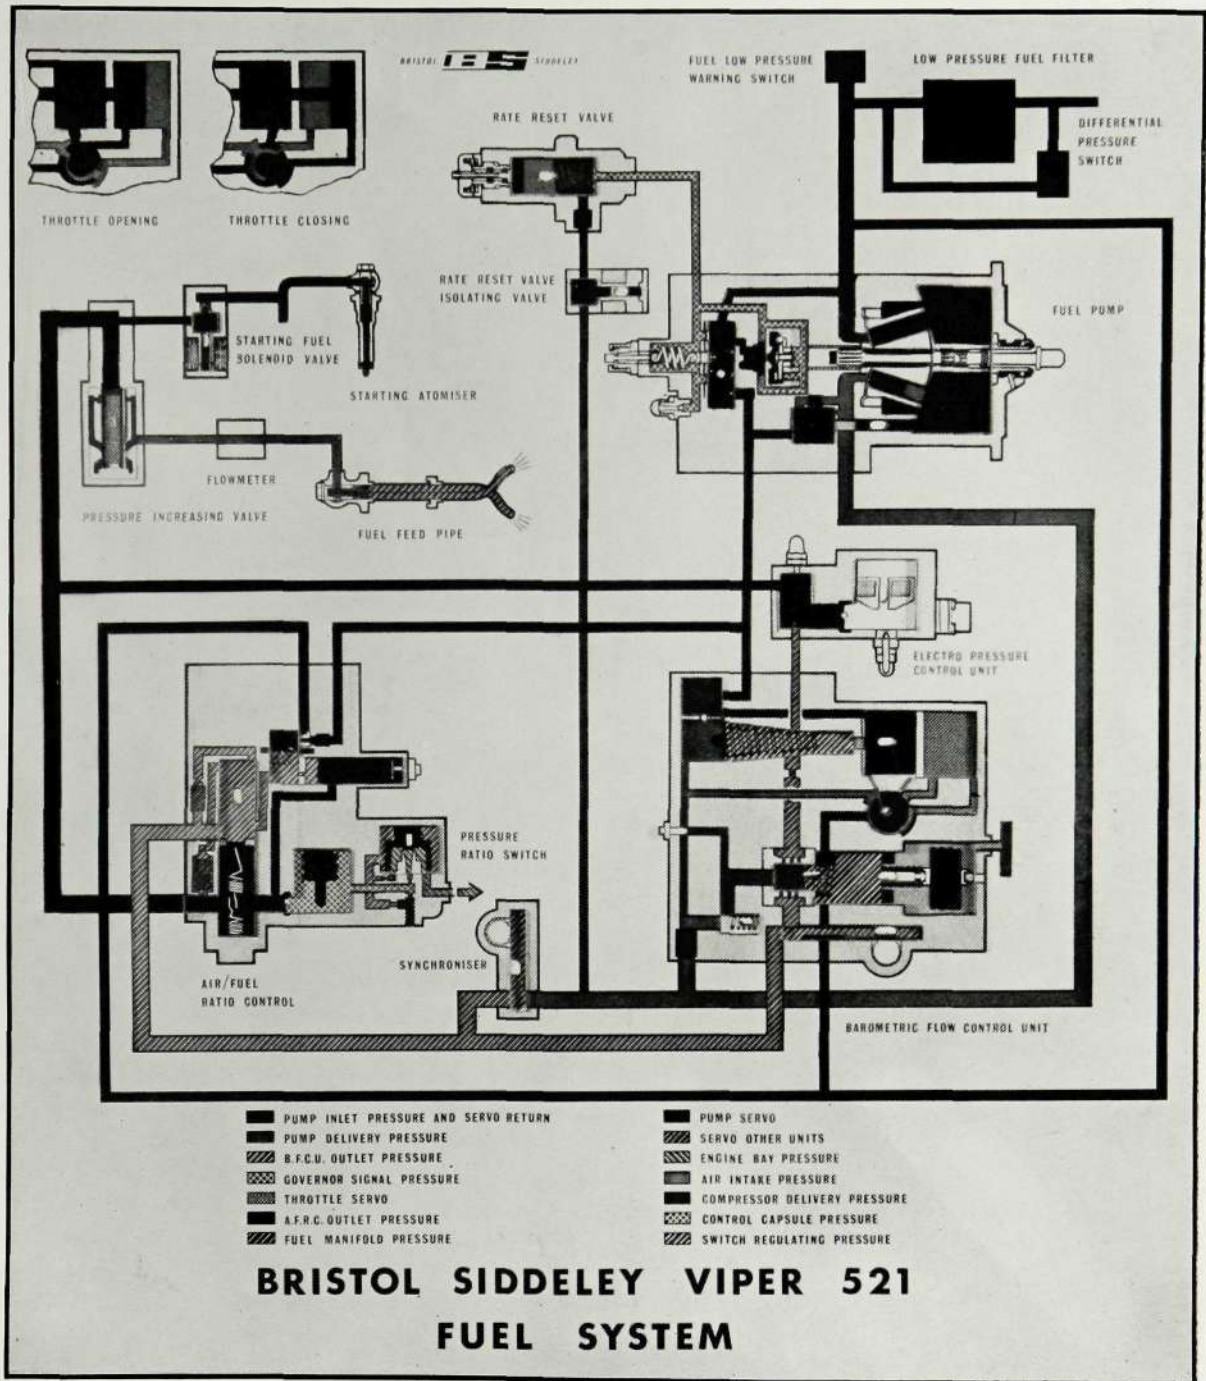 BRISTOL BS SIDDELEY
FUEL LOW PRESSURE
WARNING SWITCH
LOW PRESSURE FUEL FILTER
DIFFERENTIAL
PRESSURE
SWITCH
RATE RESET VALVE
THROTTLE OPENING
THROTTLE CLOSING
RATE RESET VALVE
ISOLATING VALVE
FUEL PUMP
STARTING FUEL
SOLENOID VALVE
STARTING ATOMISER
FLOWMETER
PRESSURE INCREASING VALVE
FUEL FEED PIPE
ELECTRO PRESSURE
CONTROL UNIT
PRESSURE
RATIO SWITCH
SYNCHRONISER
AIR/FUEL
RATIO CONTROL
BAROMETRIC FLOW CONTROL UNIT
PUMP INLET PRESSURE AND SERVO RETURN
PUMP DELIVERY PRESSURE
B.F.C.U. OUTLET PRESSURE
GOVERNOR SIGNAL PRESSURE
THROTTLE SERVO
A.F.R.C. OUTLET PRESSURE
FUEL MANIFOLD PRESSURE
PUMP SERVO
SERVO OTHER UNITS
ENGINE BAY PRESSURE
AIR INTAKE PRESSURE
COMPRESSOR DELIVERY PRESSURE
CONTROL CAPSULE PRESSURE
SWITCH REGULATING PRESSURE
BRISTOL SIDDELEY VIPER 521
FUEL SYSTEM